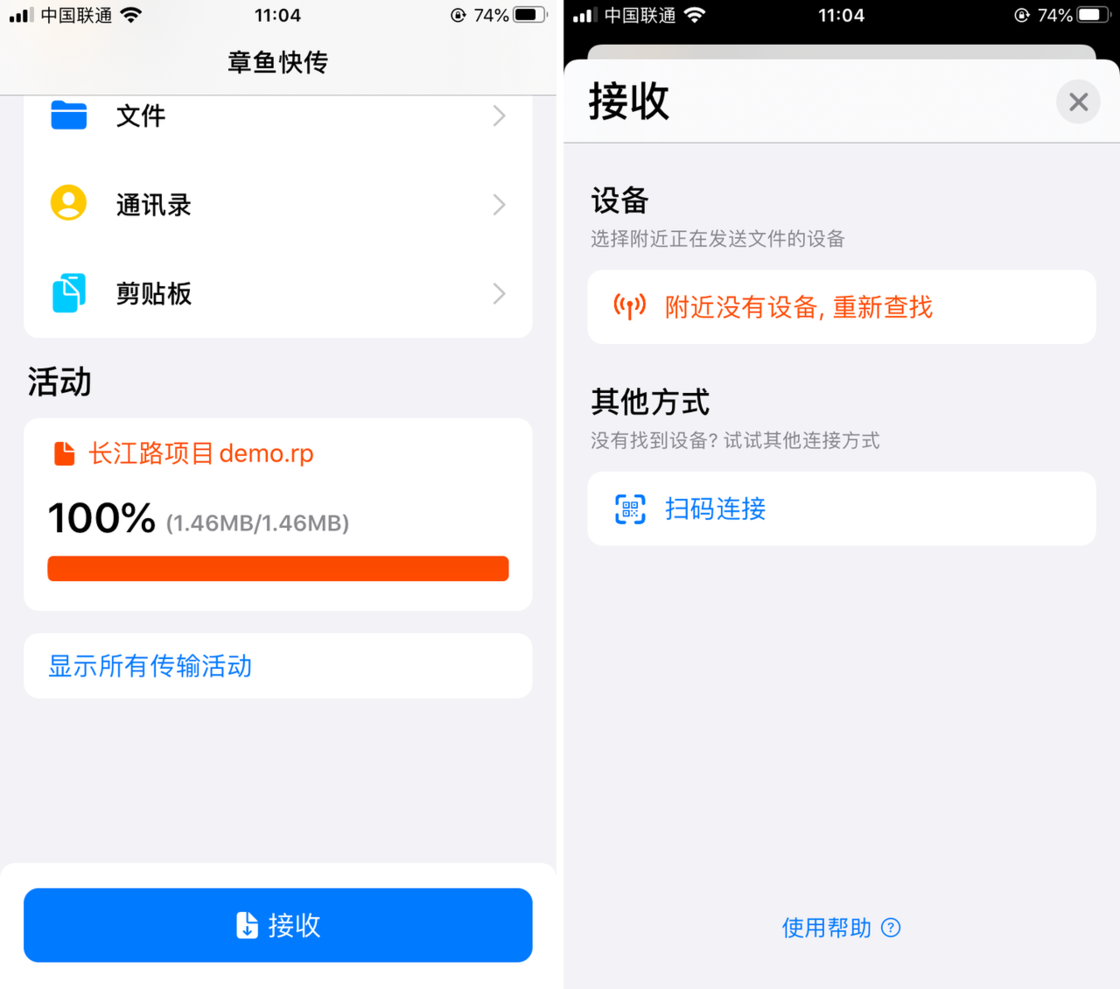 中国联通
11:04
74%
章鱼快传
文件
通讯录
剪贴板
活动
长江路项目 demo.rp
100% (1.46MB/1.46MB)
显示所有传输活动
接收
中国联通
11:04
74%
接收
设备
选择附近正在发送文件的设备
附近没有设备, 重新查找
其他方式
没有找到设备? 试试其他连接方式
扫码连接
使用帮助 ?